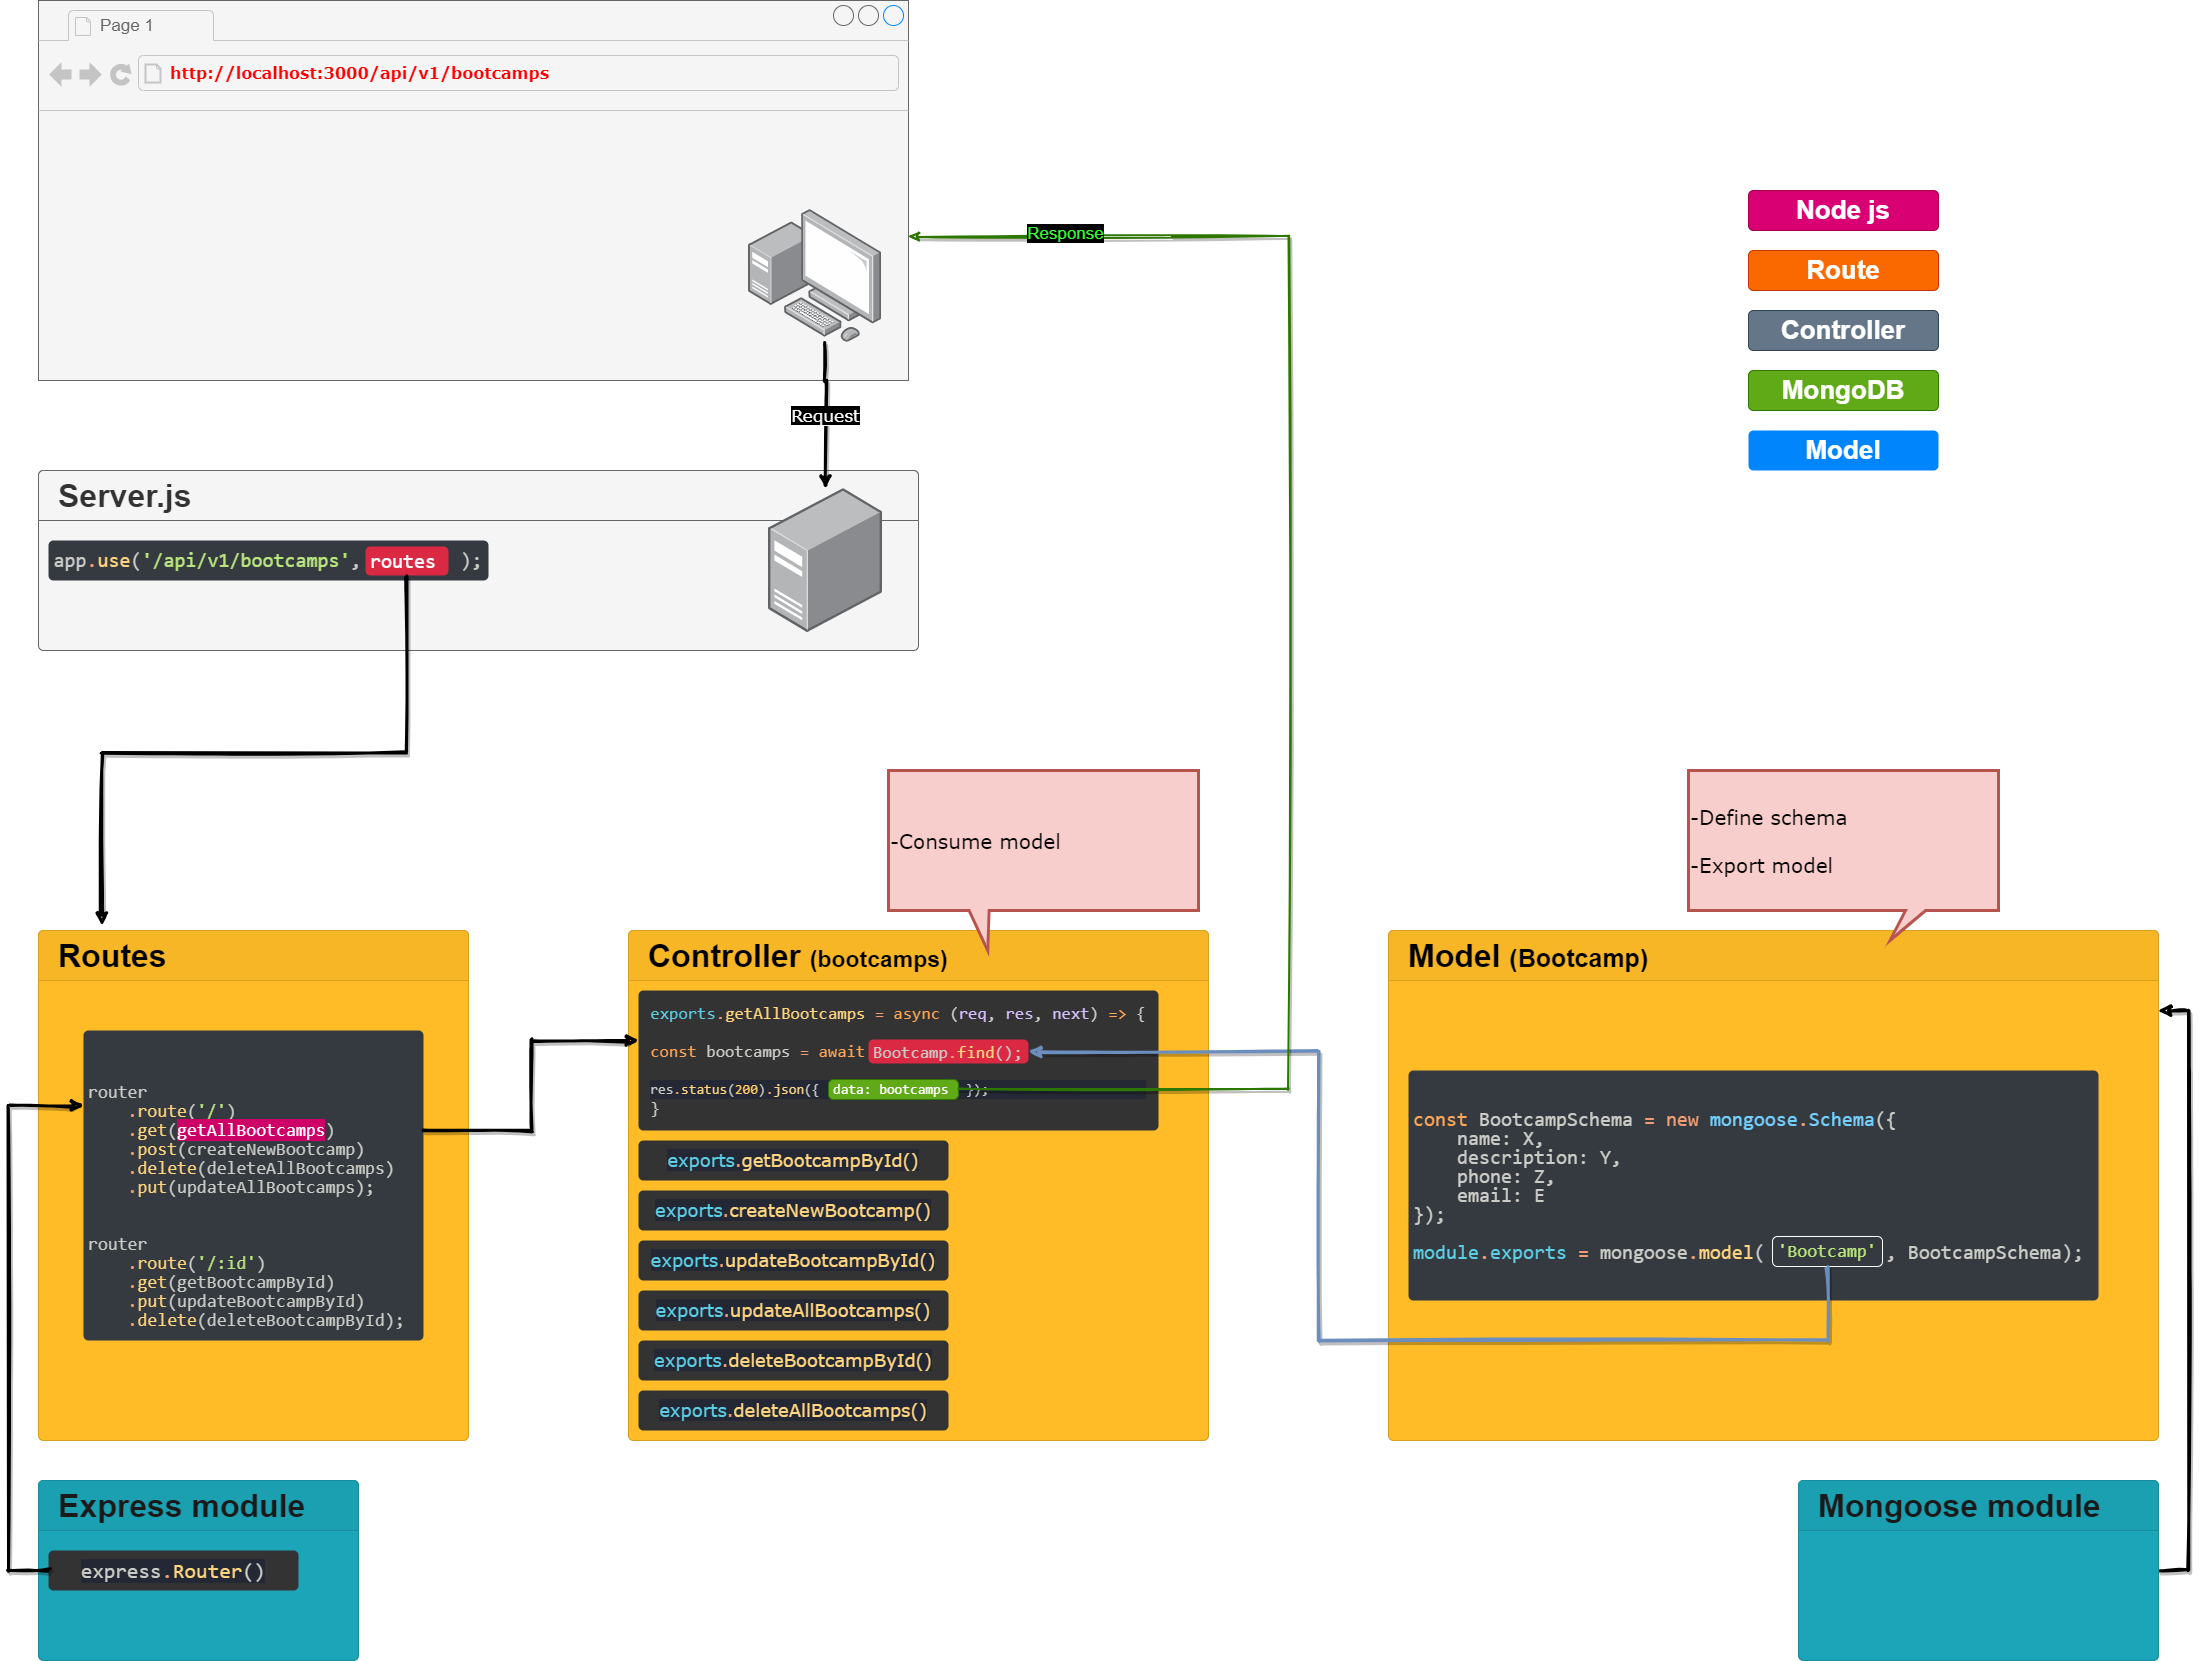 Page 1
http://localhost:3000/api/v1/bootcamps
Response
Request
Node js
Route
Controller
MongoDB
Model
Server.js
app.use('/api/v1/bootcamps', routes );
-Consume model
-Define schema
-Export model
Routes
router
.route('/')
.get(getAllBootcamps)
.post(createNewBootcamp)
.delete(deleteAllBootcamps)
.put(updateAllBootcamps);
router
.route('/:id')
.get(getBootcampById)
.put(updateBootcampById)
.delete(deleteBootcampById);
Controller (bootcamps)
exports.getAllBootcamps = async (req, res, next) => {
const bootcamps = await Bootcamp.find();
res.status(200).json({ data: bootcamps });
}
exports.getBootcampById()
exports.createNewBootcamp()
exports.updateBootcampById()
exports.updateAllBootcamps()
exports.deleteBootcampById()
exports.deleteAllBootcamps()
Model (Bootcamp)
const BootcampSchema = new mongoose.Schema({
name: X,
description: Y,
phone: Z,
email: E
});
module.exports = mongoose.model( 'Bootcamp' , BootcampSchema);
Express module
express.Router()
Mongoose module